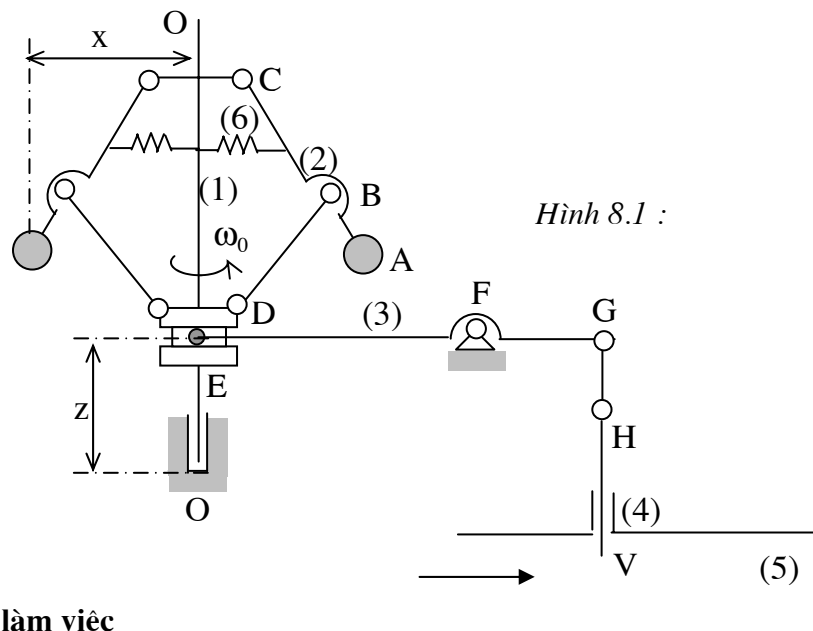 O
x
C
(6)
(2)
(1)
B
Hình 8.1 :
ω0
A
F
D
(3)
G
E
z
H
O
(4)
V
(5)
làm việc